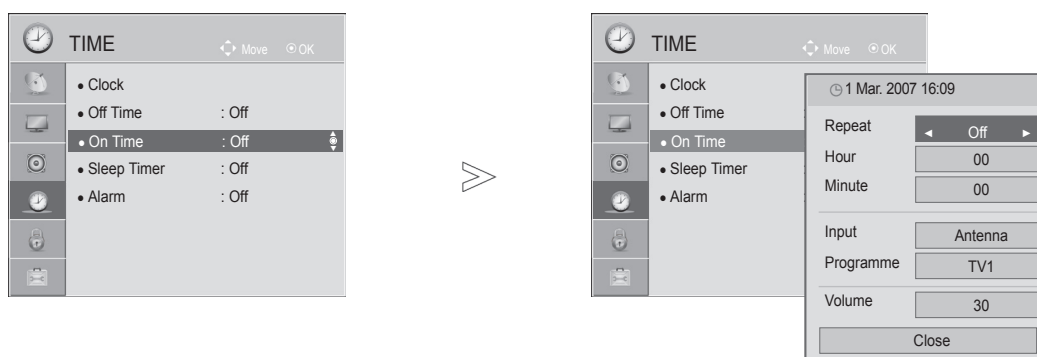 TIME Move OK
• Clock
• Off Time : Off
• On Time : Off
• Sleep Timer : Off
• Alarm : Off
TIME Move OK
• Clock
• Off Time :
• On Time
• Sleep Timer :
• Alarm :
1 Mar. 2007 16:09
Repeat ◄ Off ►
Hour 00
Minute 00
Input Antenna
Programme TV1
Volume 30
Close